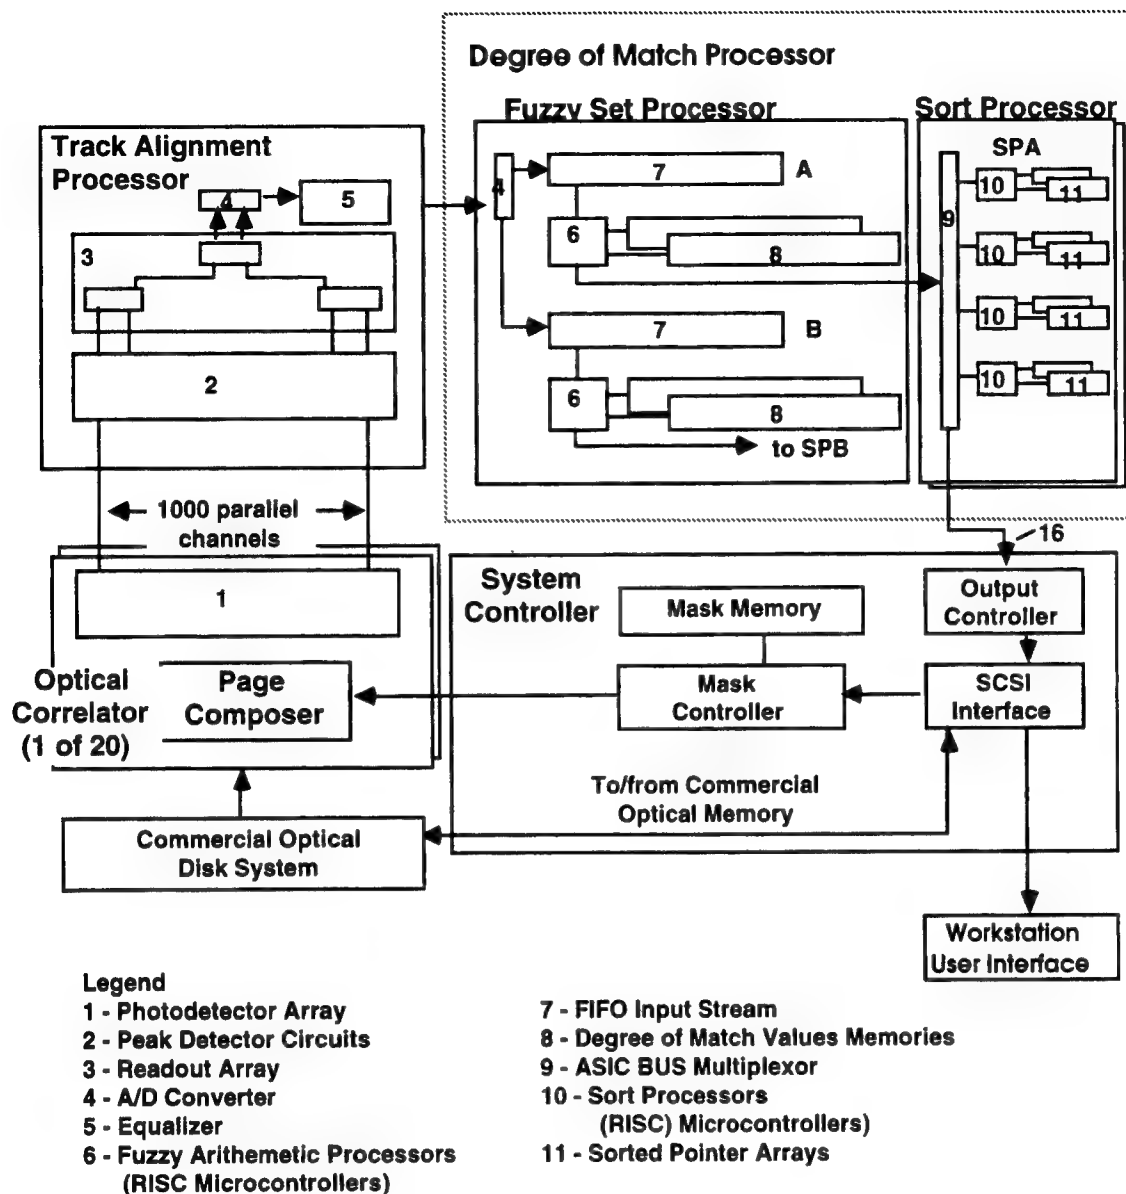 Degree of Match Processor
Fuzzy Set Processor
Sort Processor
Track Alignment
Processor
4
5
3
2
4
7
A
6
8
7
B
6
8
to SPB
SPA
9
10
11
10
11
10
11
10
11
1000 parallel
channels
16
1
Optical
Correlator
(1 of 20)
Page
Composer
System
Controller
Mask Memory
Mask
Controller
Output
Controller
SCSI
Interface
To/from Commercial
Optical Memory
Commercial Optical
Disk System
Workstation
User Interface
Legend
1 - Photodetector Array
2 - Peak Detector Circuits
3 - Readout Array
4 - A/D Converter
5 - Equalizer
6 - Fuzzy Arithemetic Processors
(RISC Microcontrollers)
7 - FIFO Input Stream
8 - Degree of Match Values Memories
9 - ASIC BUS Multiplexor
10 - Sort Processors
(RISC) Microcontrollers)
11 - Sorted Pointer Arrays